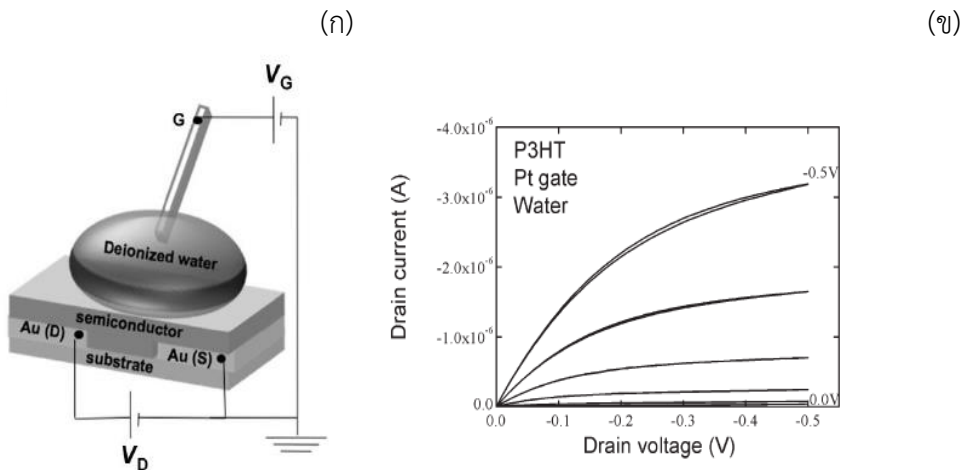 (ก)
(ข)
V_G
G
Deionized water
semiconductor
Au (D)
Au (S)
substrate
V_D
P3HT
Pt gate
Water
-0.5V
0.0V
-4.0x10⁻⁶
-3.0x10⁻⁶
-2.0x10⁻⁶
-1.0x10⁻⁶
0.0
-0.0 -0.1 -0.2 -0.3 -0.4 -0.5
Drain current (A)
Drain voltage (V)